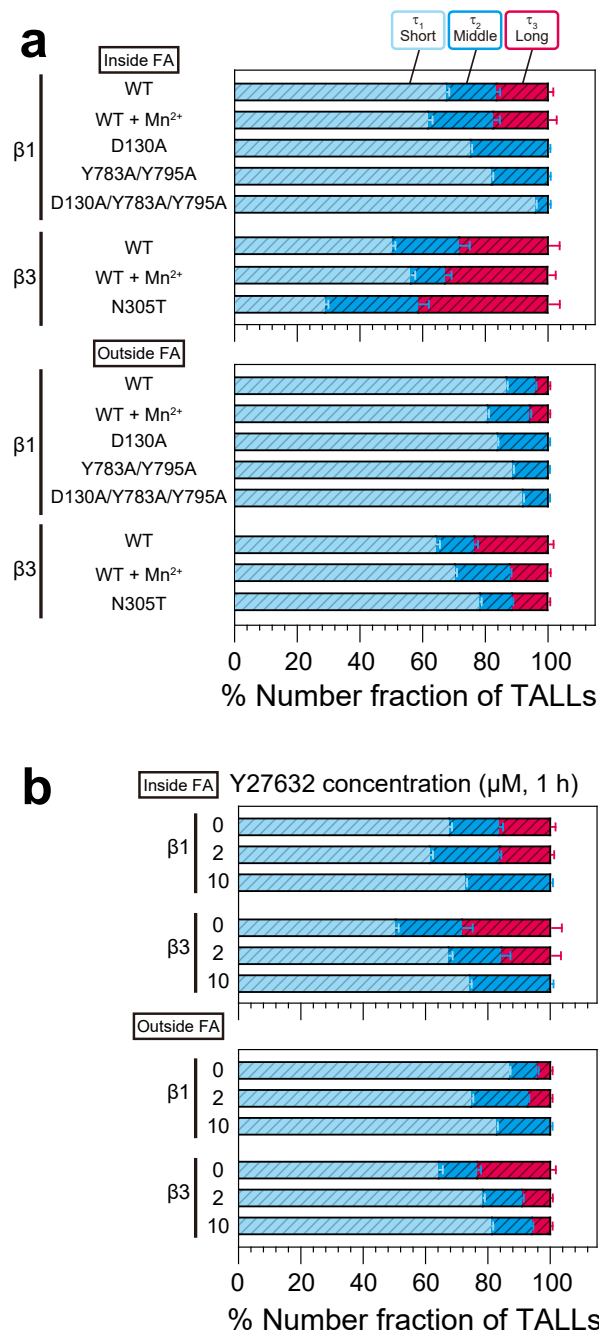 a
τ1 Short
τ2 Middle
τ3 Long
Inside FA
β1
WT
WT + Mn²⁺
D130A
Y783A/Y795A
D130A/Y783A/Y795A
β3
WT
WT + Mn²⁺
N305T
Outside FA
β1
WT
WT + Mn²⁺
D130A
Y783A/Y795A
D130A/Y783A/Y795A
β3
WT
WT + Mn²⁺
N305T
0 20 40 60 80 100
% Number fraction of TALLs
b
Inside FA Y27632 concentration (μM, 1 h)
β1
0
2
10
β3
0
2
10
Outside FA
β1
0
2
10
β3
0
2
10
0 20 40 60 80 100
% Number fraction of TALLs